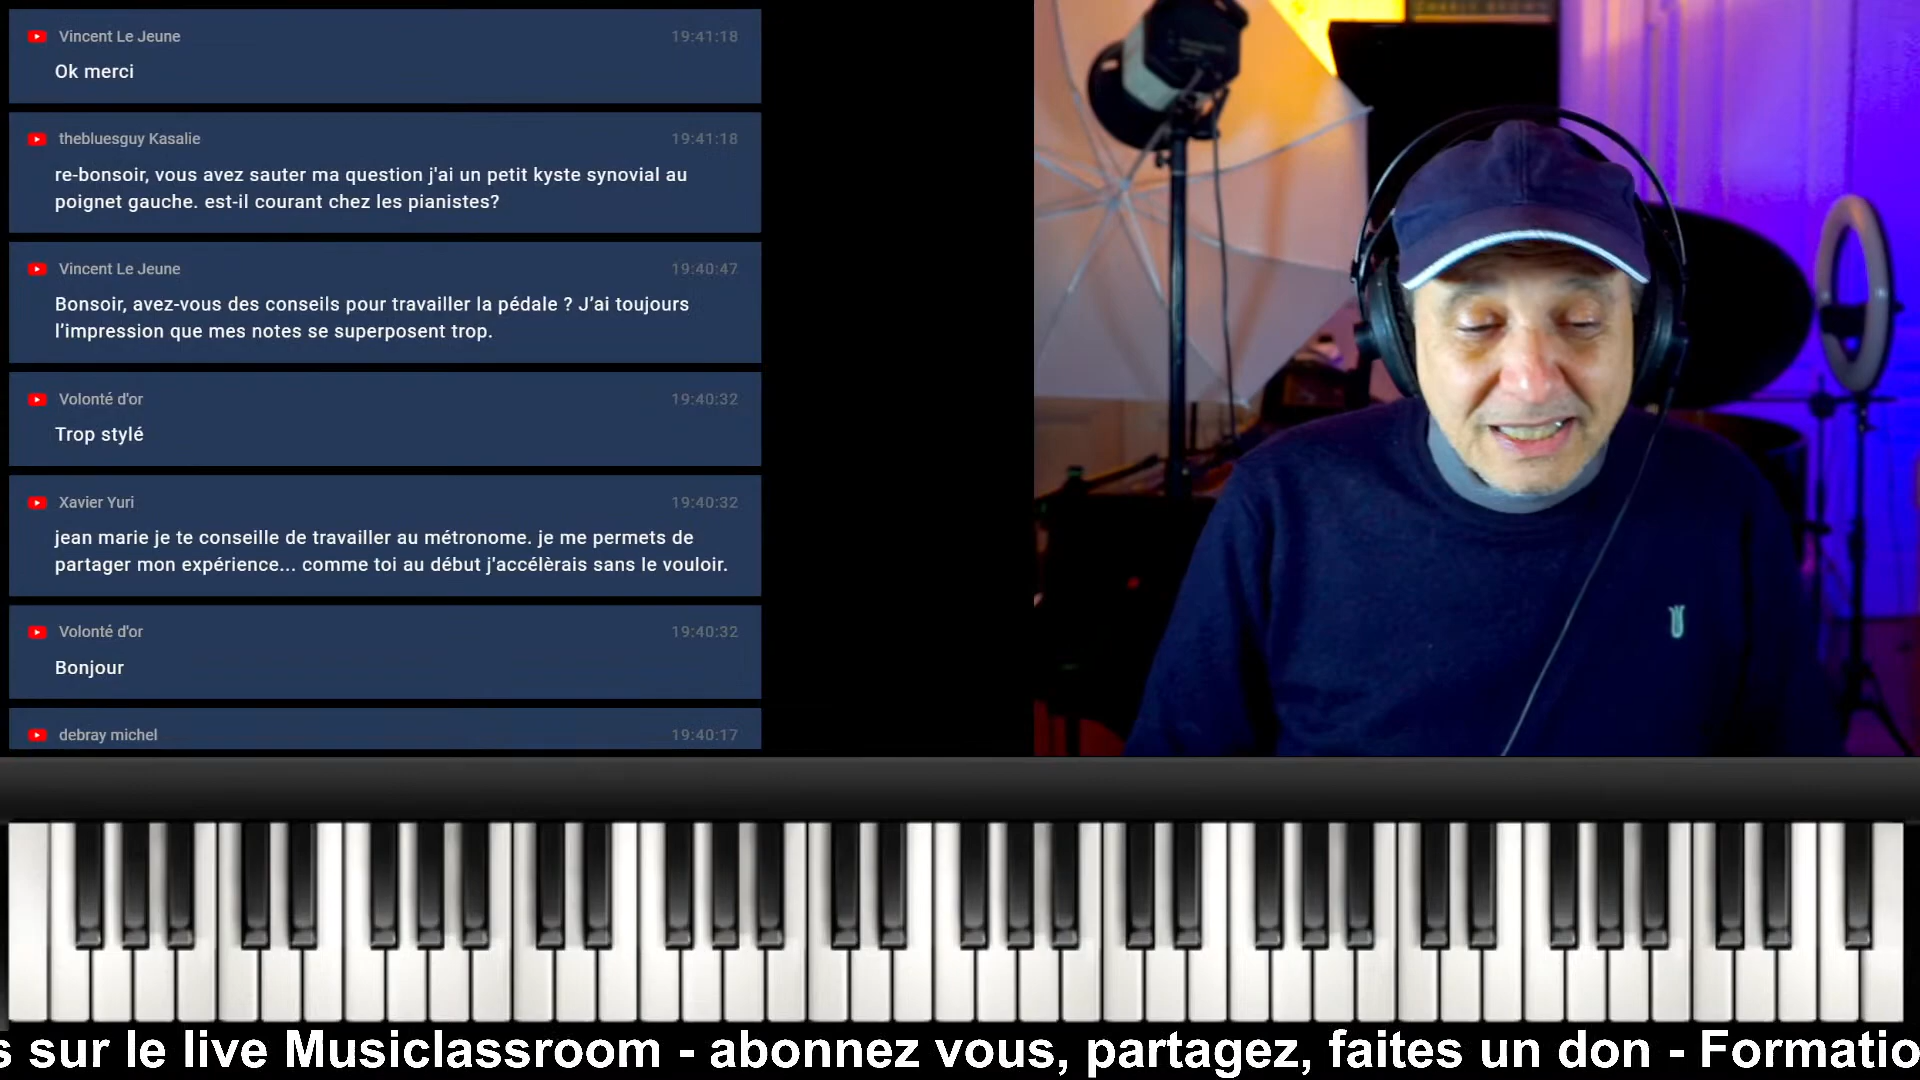 Vincent Le Jeune 19:41:18
Ok merci
thebluesguy Kasalie 19:41:18
re-bonsoir, vous avez sauter ma question j'ai un petit kyste synovial au
poignet gauche. est-il courant chez les pianistes?
Vincent Le Jeune 19:40:47
Bonsoir, avez-vous des conseils pour travailler la pédale ? J’ai toujours
l’impression que mes notes se superposent trop.
Volonté d'or 19:40:32
Trop stylé
Xavier Yuri 19:40:32
jean marie je te conseille de travailler au métronome. je me permets de
partager mon expérience... comme toi au début j'accélèrais sans le vouloir.
Volonté d'or 19:40:32
Bonjour
debray michel 19:40:17
s sur le live Musiclassroom - abonnez vous, partagez, faites un don - Formatio